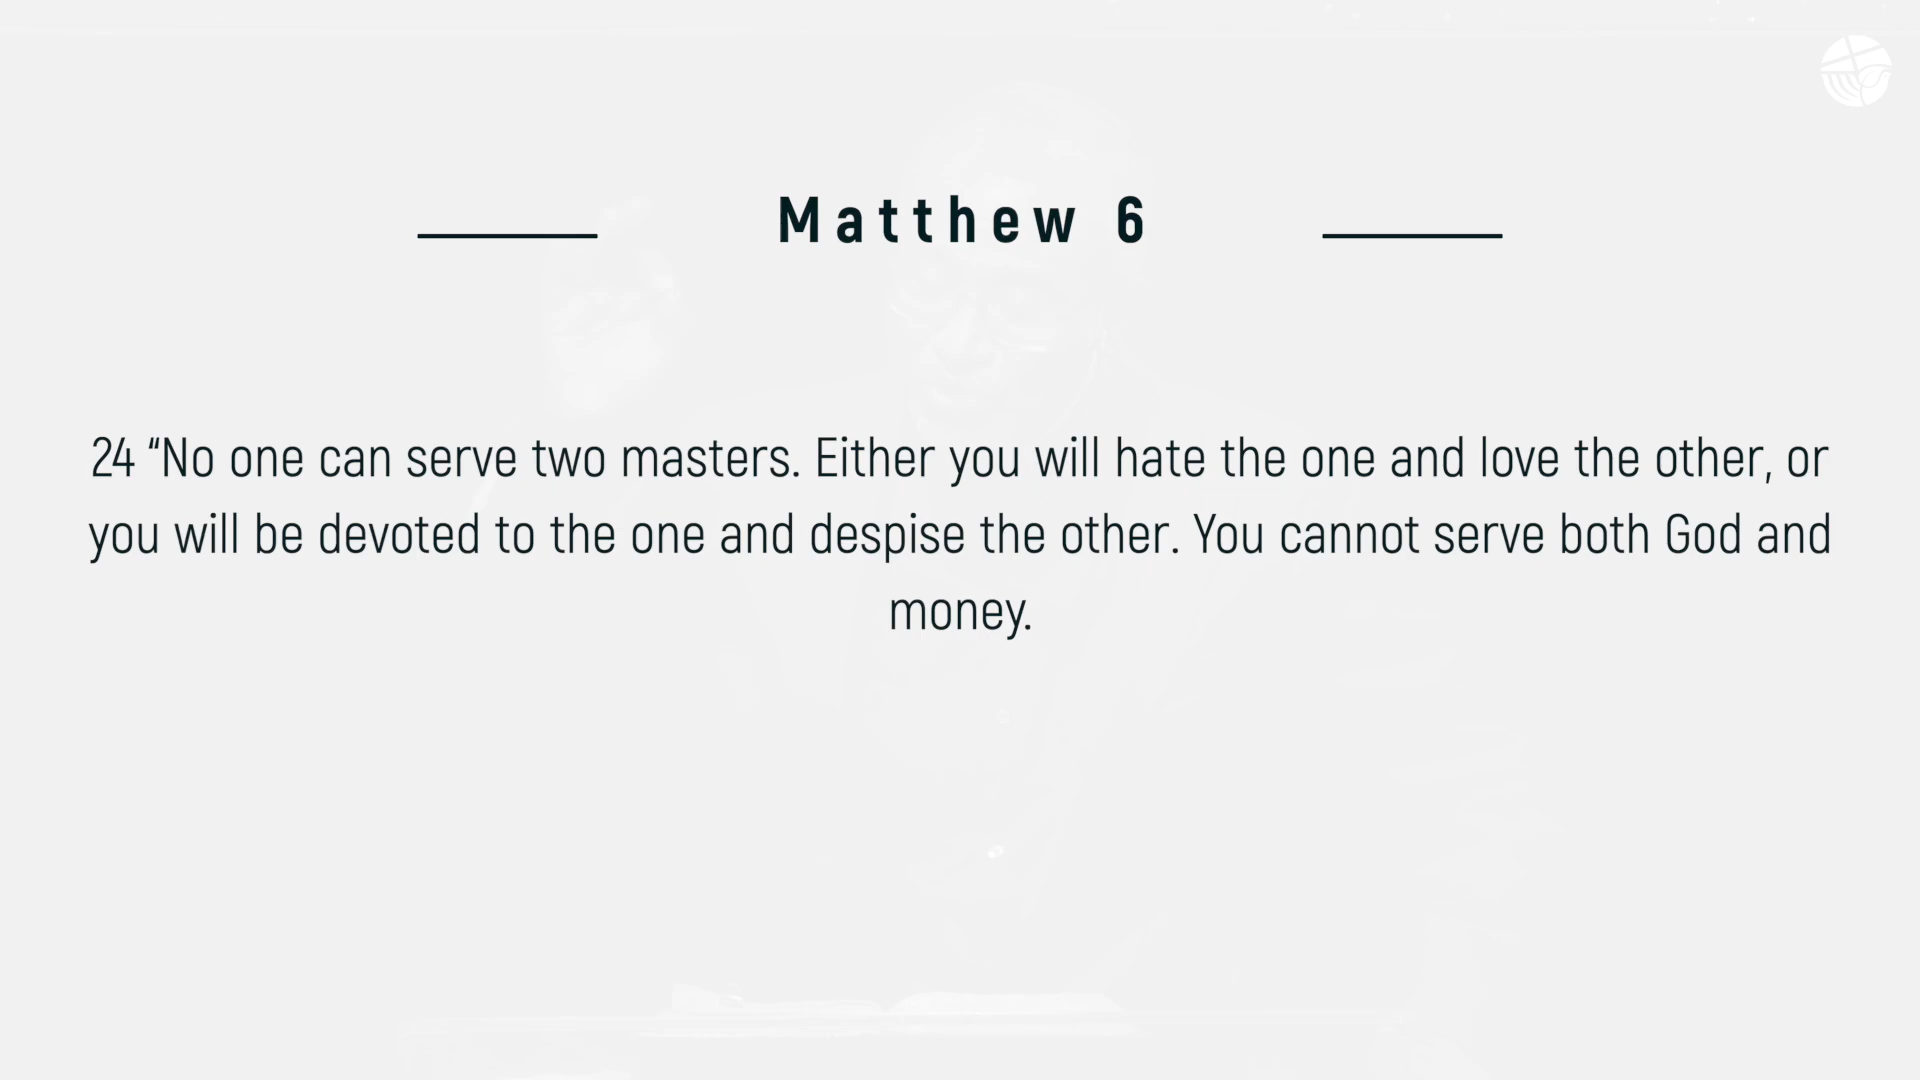 Matthew 6
24 “No one can serve two masters. Either you will hate the one and love the other, or
you will be devoted to the one and despise the other. You cannot serve both God and
money.